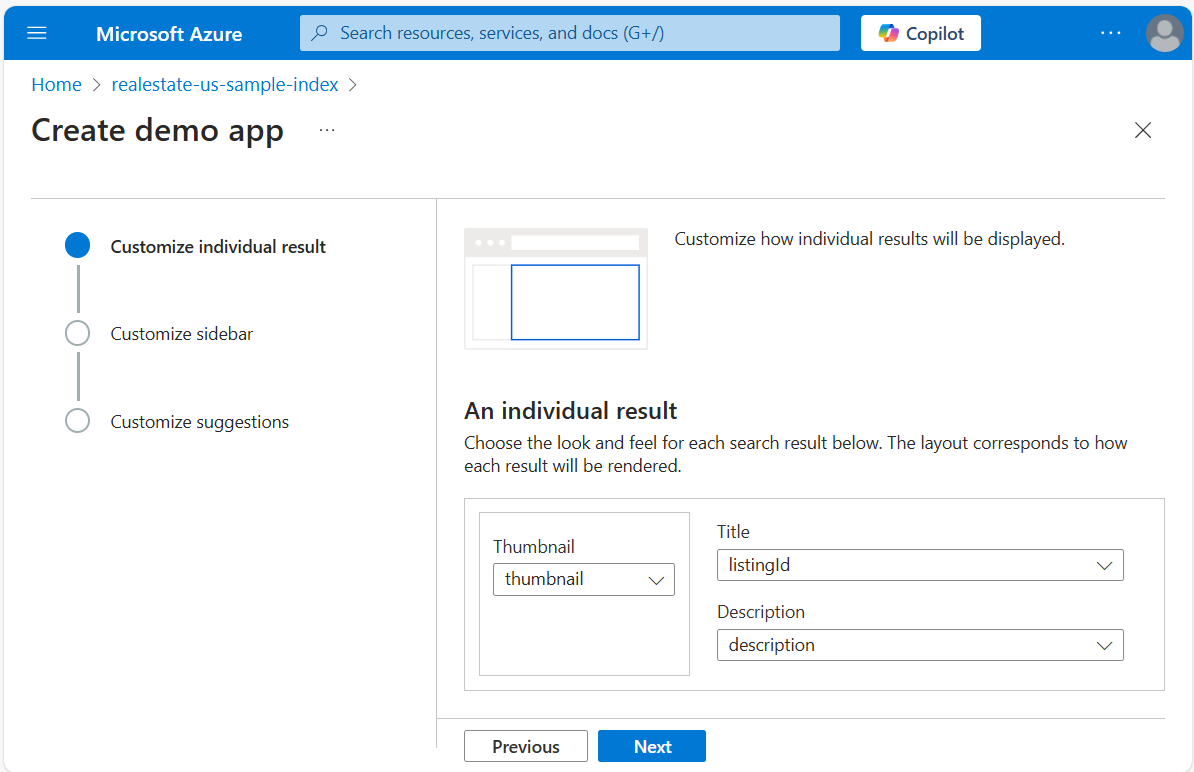 Microsoft Azure
Search resources, services, and docs (G+/)
Copilot
...
Home > realestate-us-sample-index >
Create demo app ...
Customize individual result
Customize sidebar
Customize suggestions
Customize how individual results will be displayed.
An individual result
Choose the look and feel for each search result below. The layout corresponds to how
each result will be rendered.
Thumbnail
thumbnail
Title
listingId
Description
description
Previous
Next